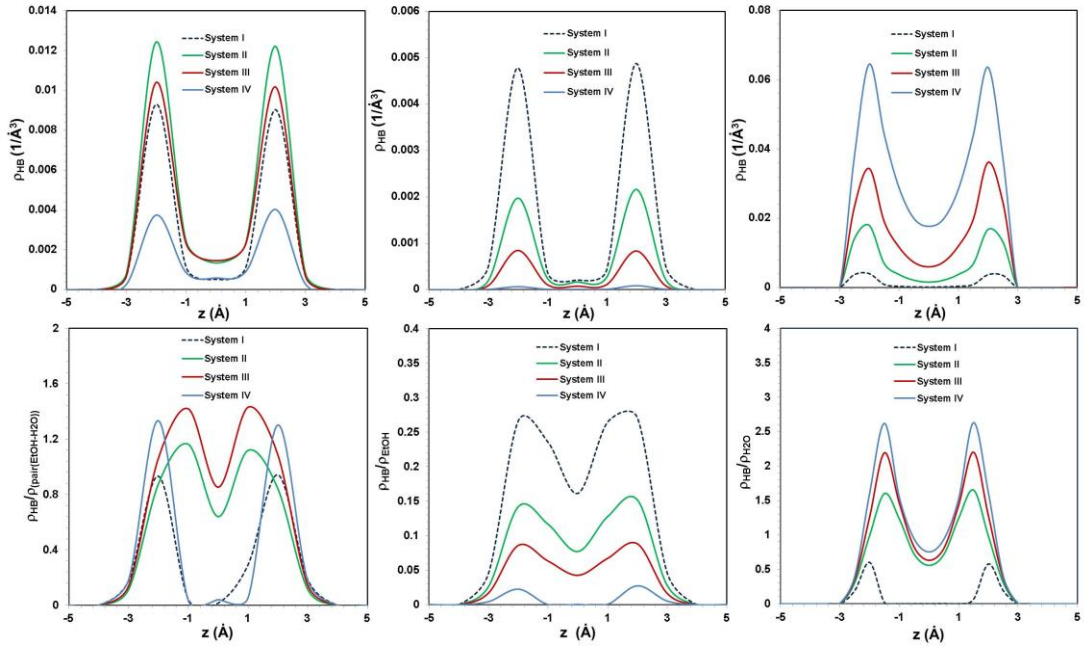 0.014
0.012
0.01
0.008
0.006
0.004
0.002
0
ρHB (1/Å³)
System I
System II
System III
System IV
-5 -3 -1 1 3 5
z (Å)
0.006
0.005
0.004
0.003
0.002
0.001
0
ρHB (1/Å³)
System I
System II
System III
System IV
-5 -3 -1 1 3 5
z (Å)
0.08
0.06
0.04
0.02
0
ρHB (1/Å³)
System I
System II
System III
System IV
-5 -3 -1 1 3 5
z (Å)
2
1.6
1.2
0.8
0.4
0
ρHB/ρ(pair(EtOH-H2O))
System I
System II
System III
System IV
-5 -3 -1 1 3 5
z (Å)
0.4
0.35
0.3
0.25
0.2
0.15
0.1
0.05
0
ρHB/ρEtOH
System I
System II
System III
System IV
-5 -3 -1 1 3 5
z (Å)
4
3.5
3
2.5
2
1.5
1
0.5
0
ρHB/ρH2O
System I
System II
System III
System IV
-5 -3 -1 1 3 5
z (Å)